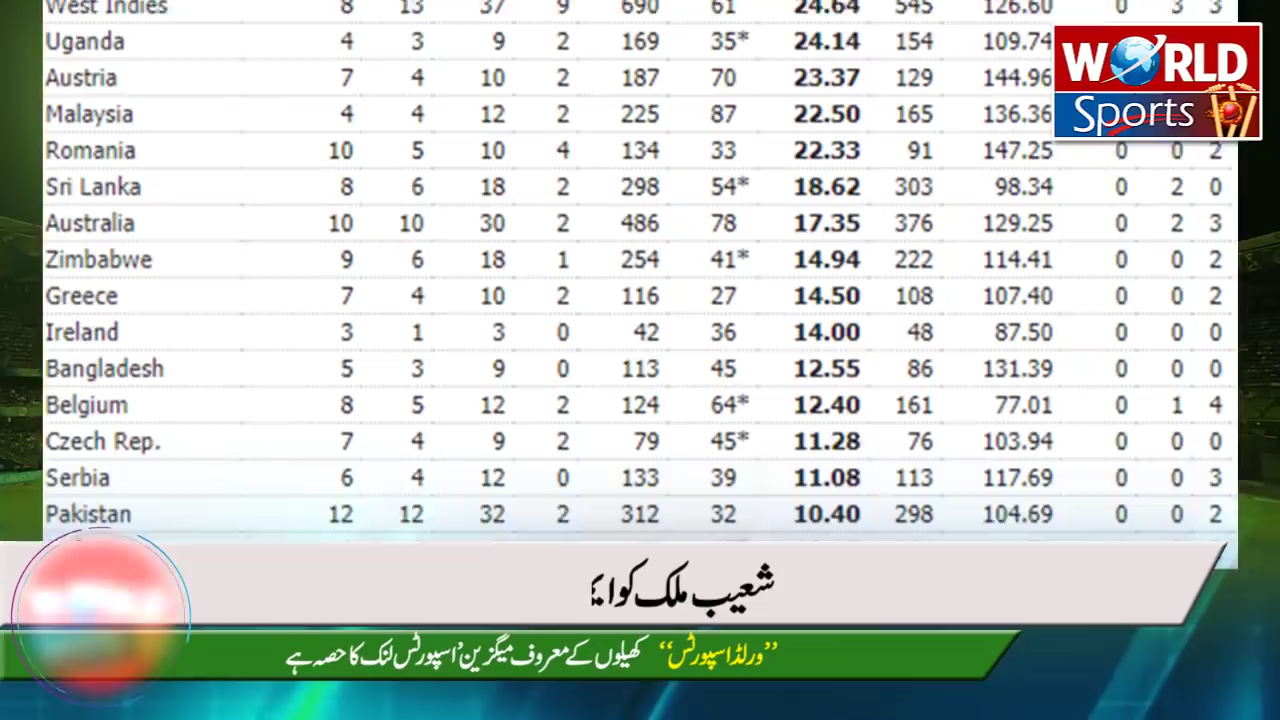 West Indies 8 13 37 9 690 61 24.64 545 126.60 0 3 3
Uganda 4 3 9 2 169 35* 24.14 154 109.74
Austria 7 4 10 2 187 70 23.37 129 144.96
Malaysia 4 4 12 2 225 87 22.50 165 136.36
Romania 10 5 10 4 134 33 22.33 91 147.25 0 0 2
Sri Lanka 8 6 18 2 298 54* 18.62 303 98.34 0 2 0
Australia 10 10 30 2 486 78 17.35 376 129.25 0 2 3
Zimbabwe 9 6 18 1 254 41* 14.94 222 114.41 0 0 2
Greece 7 4 10 2 116 27 14.50 108 107.40 0 0 2
Ireland 3 1 3 0 42 36 14.00 48 87.50 0 0 0
Bangladesh 5 3 9 0 113 45 12.55 86 131.39 0 0 0
Belgium 8 5 12 2 124 64* 12.40 161 77.01 0 1 4
Czech Rep. 7 4 9 2 79 45* 11.28 76 103.94 0 0 0
Serbia 6 4 12 0 133 39 11.08 113 117.69 0 0 3
Pakistan 12 12 32 2 312 32 10.40 298 104.69 0 0 2
WORLD
Sports
شعیب ملک کو
’’ورلڈ اسپورٹس‘‘ کھیلوں کے معروف میگزین ’اسپورٹس لنک کا حصہ ہے